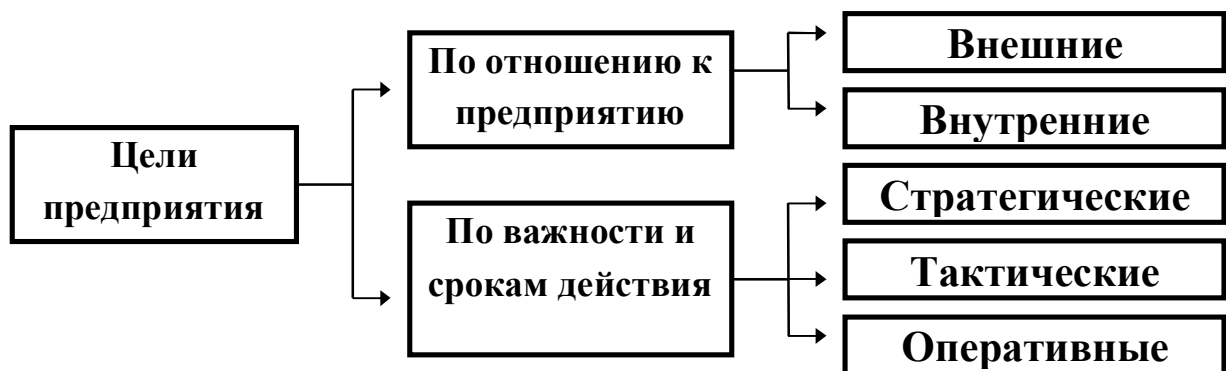 Цели
предприятия
По отношению к
предприятию
Внешние
Внутренние
По важности и
срокам действия
Стратегические
Тактические
Оперативные